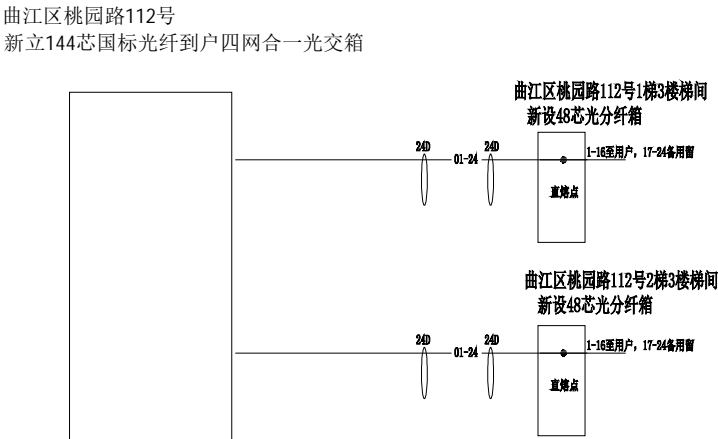 曲江区桃园路112号
新立144芯国标光纤到户四网合一光交箱
曲江区桃园路112号1梯3楼梯间
新设48芯光分纤箱
24D
01-24
24D
1-16至用户，17-24备用留
直熔点
曲江区桃园路112号2梯3楼梯间
新设48芯光分纤箱
24D
01-24
24D
1-16至用户，17-24备用留
直熔点